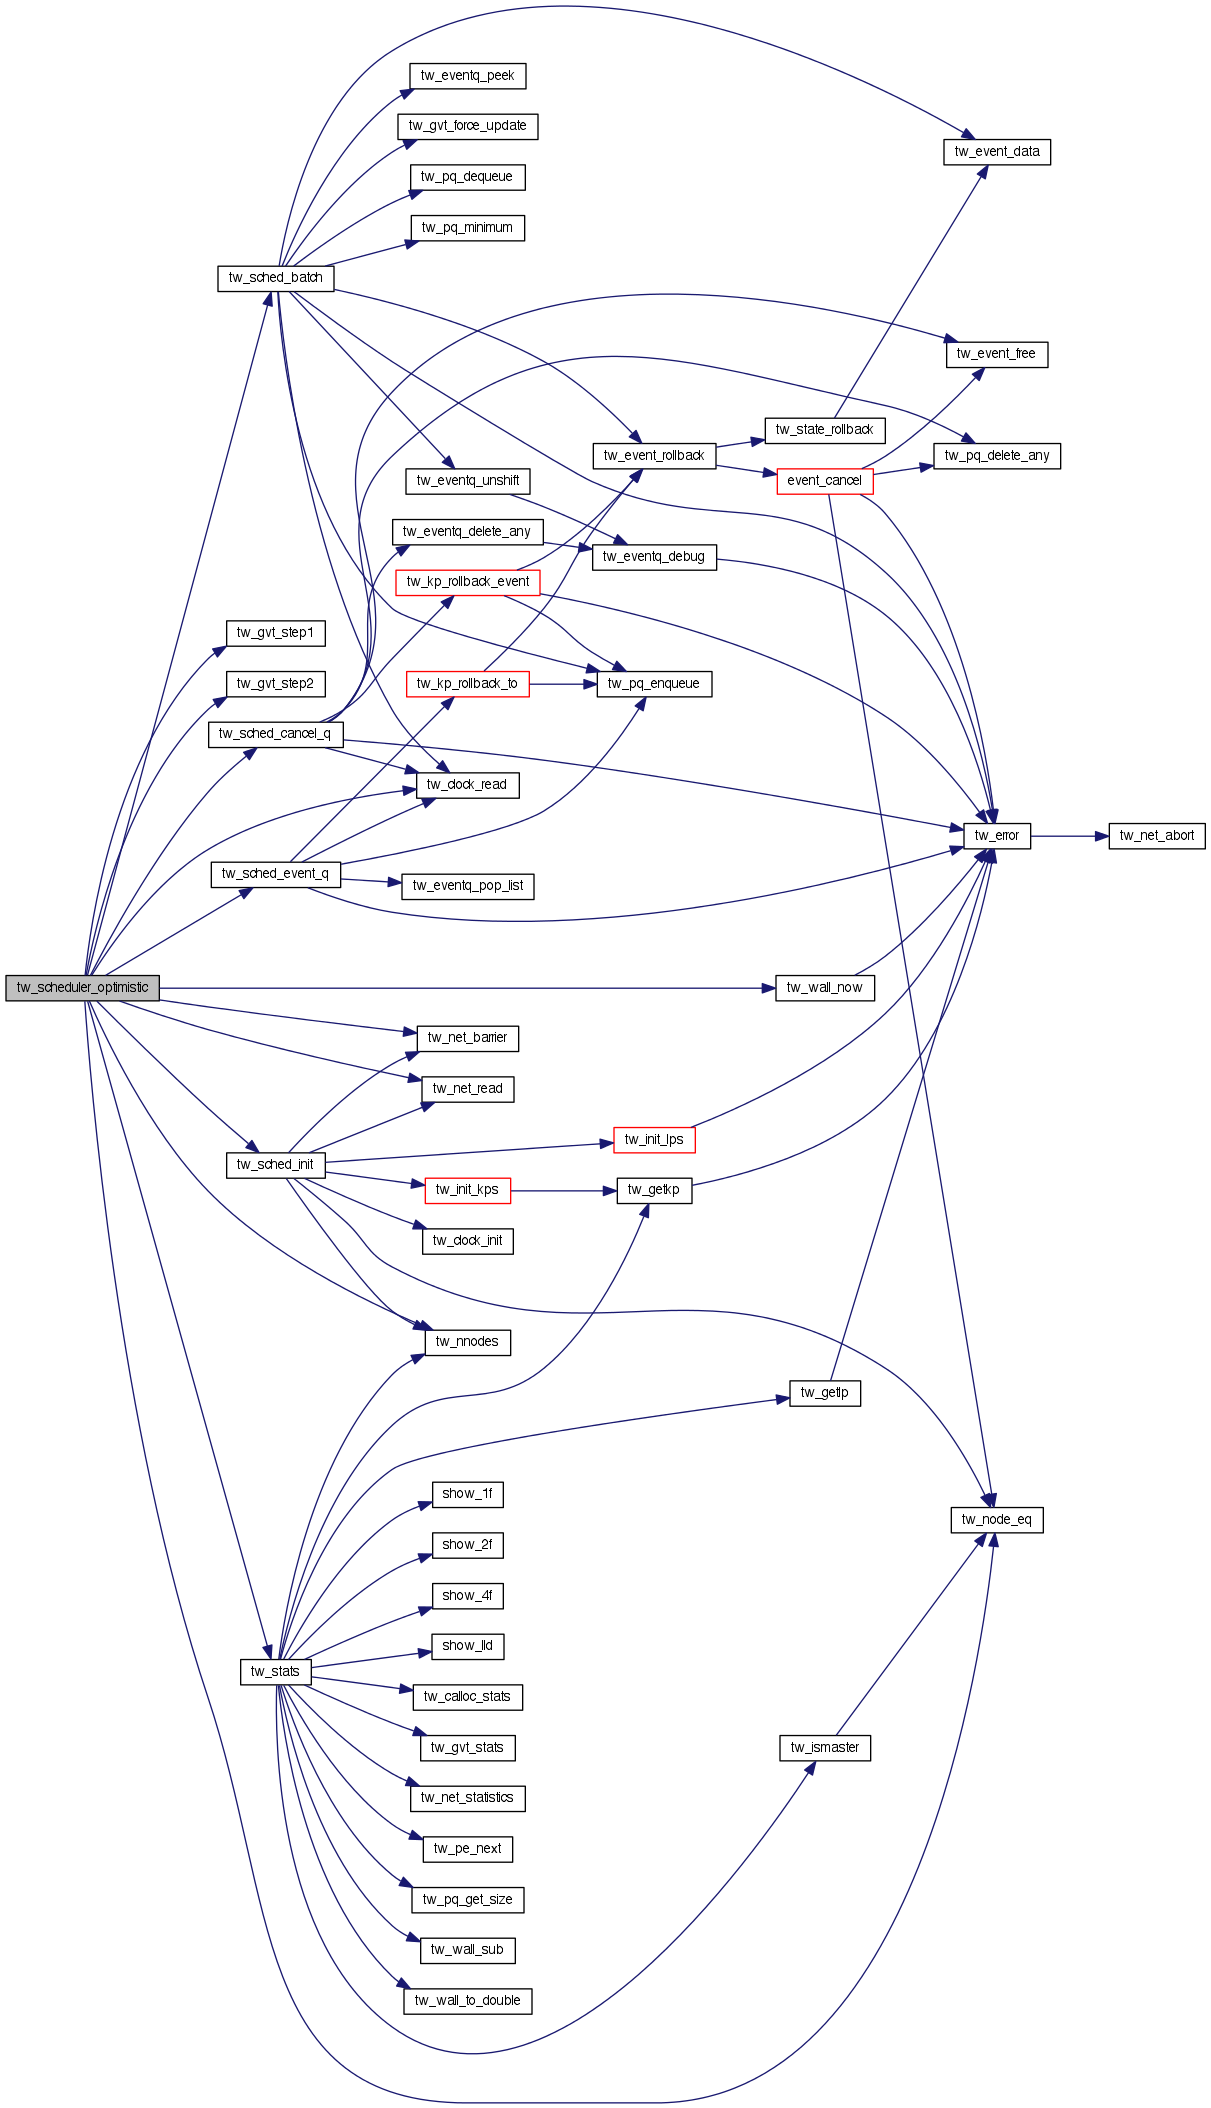 tw_eventq_peek
tw_gvt_force_update
tw_event_data
tw_pq_dequeue
tw_pq_minimum
tw_sched_batch
tw_event_free
tw_state_rollback
tw_event_rollback
tw_pq_delete_any
tw_eventq_unshift
event_cancel
tw_eventq_delete_any
tw_eventq_debug
tw_kp_rollback_event
tw_gvt_step1
tw_gvt_step2
tw_kp_rollback_to
tw_pq_enqueue
tw_sched_cancel_q
tw_clock_read
tw_error
tw_net_abort
tw_sched_event_q
tw_eventq_pop_list
tw_scheduler_optimistic
tw_wall_now
tw_net_barrier
tw_net_read
tw_init_lps
tw_sched_init
tw_init_kps
tw_getkp
tw_clock_init
tw_nnodes
tw_getlp
show_1f
tw_node_eq
show_2f
show_4f
show_lld
tw_stats
tw_calloc_stats
tw_gvt_stats
tw_ismaster
tw_net_statistics
tw_pe_next
tw_pq_get_size
tw_wall_sub
tw_wall_to_double